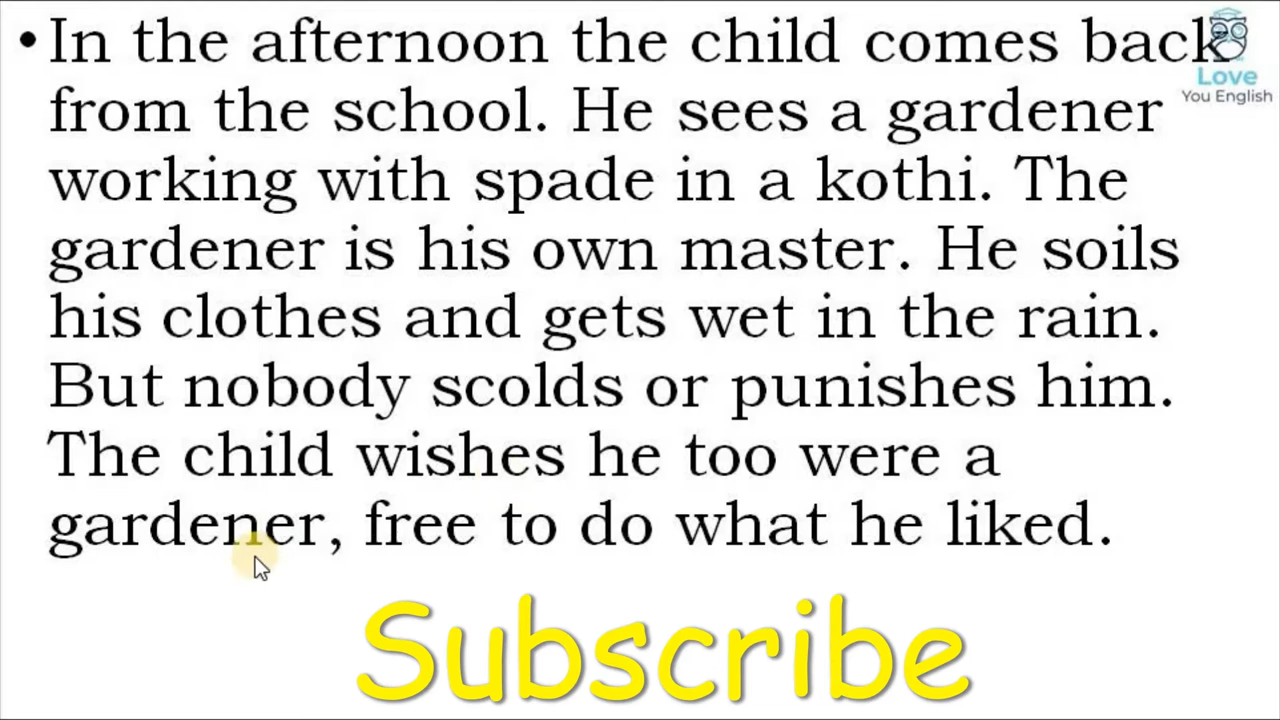 • In the afternoon the child comes back
from the school. He sees a gardener
working with spade in a kothi. The
gardener is his own master. He soils
his clothes and gets wet in the rain.
But nobody scolds or punishes him.
The child wishes he too were a
gardener, free to do what he liked.
Love
You English
Subscribe